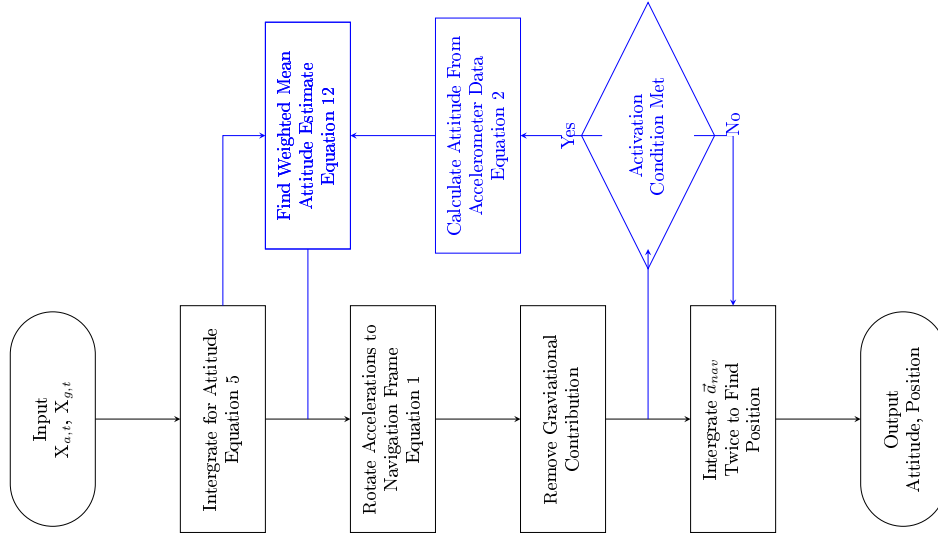 Input
X_{a,t}, X_{g,t}
Intergrate for Attitude
Equation 5
Rotate Accelerations to
Navigation Frame
Equation 1
Remove Graviational
Contribution
Intergrate \vec{a}_{nav}
Twice to Find
Position
Output
Attitude, Position
Find Weighted Mean
Attitude Estimate
Equation 12
Calculate Attitude From
Accelerometer Data
Equation 2
Yes
Activation
Condition Met
No